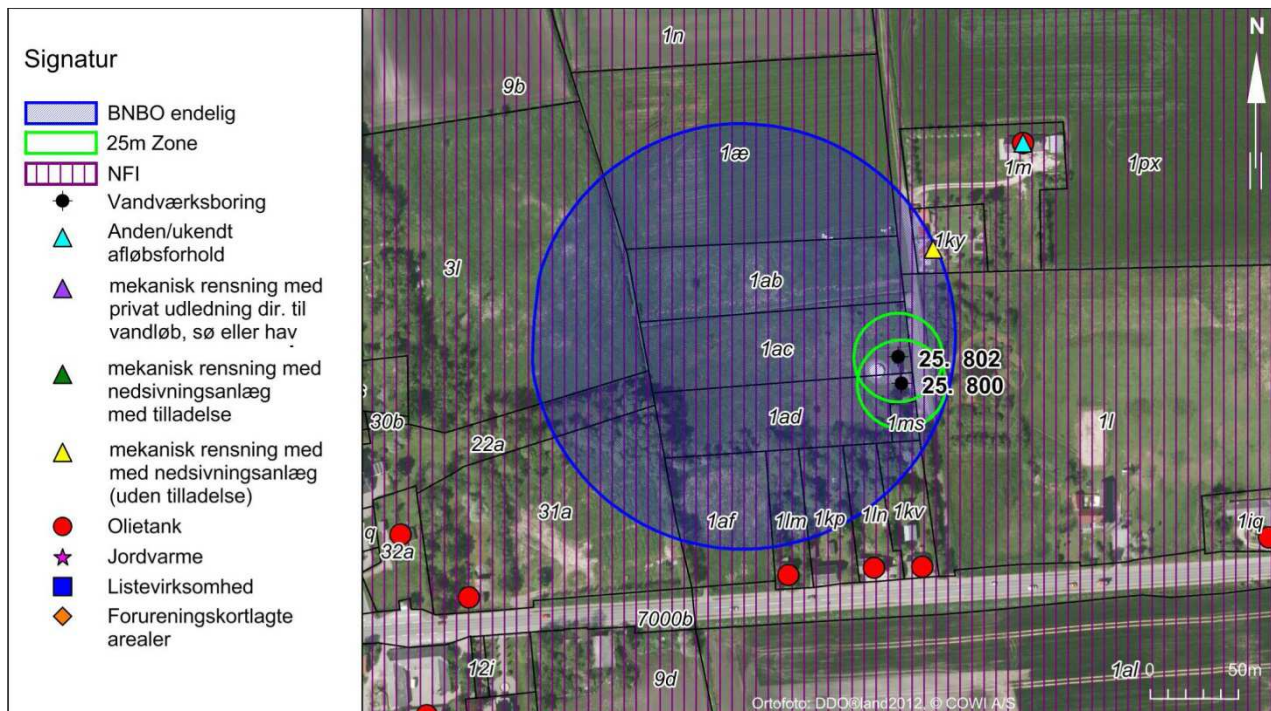 Signatur
BNBO endelig
25m Zone
NFI
Vandværksboring
Anden/ukendt
afløbsforhold
mekanisk rensning med
privat udledning dir. til
vandløb, sø eller hav
mekanisk rensning med
nedsivningsanlæg
med tilladelse
mekanisk rensning med
med nedsivningsanlæg
(uden tilladelse)
Olietank
Jordvarme
Listevirksomhed
Forureningskortlagte
arealer
N
1n
9b
1æ
1m
1px
3l
1ky
1ab
1ac
25. 802
25. 800
1ad
1ms
1l
30b
22a
31a
1af
1lm
1kp
1ln
1kv
1iq
q
32a
7000b
12i
9d
1al
0 50m
Ortofoto: DDO®land2012, © COWI A/S